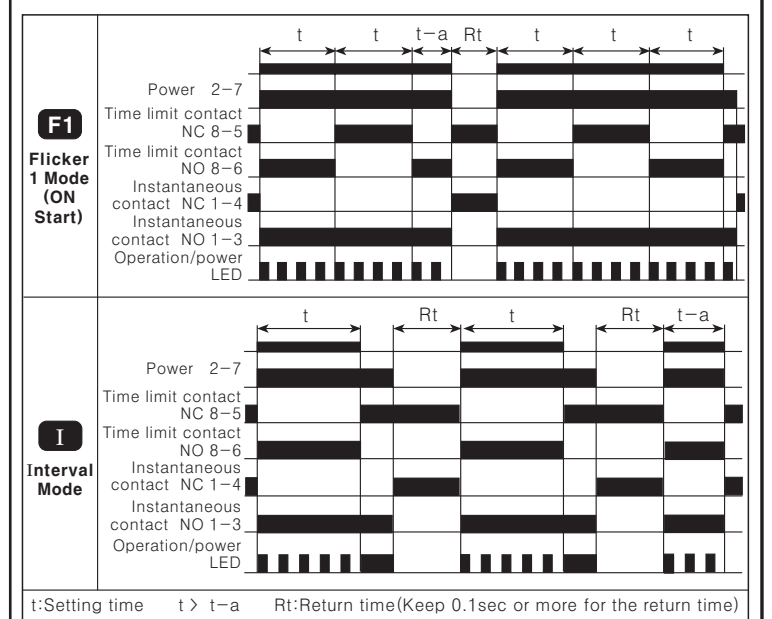 t t t-a Rt t t t
Power 2-7
Time limit contact
NC 8-5
F1
Time limit contact
NO 8-6
Flicker
1 Mode
(ON
Start)
Instantaneous
contact NC 1-4
Instantaneous
contact NO 1-3
Operation/power
LED
t Rt t Rt t-a
Power 2-7
Time limit contact
NC 8-5
I
Time limit contact
NO 8-6
Interval
Mode
Instantaneous
contact NC 1-4
Instantaneous
contact NO 1-3
Operation/power
LED
t:Setting time t > t-a Rt:Return time(Keep 0.1sec or more for the return time)